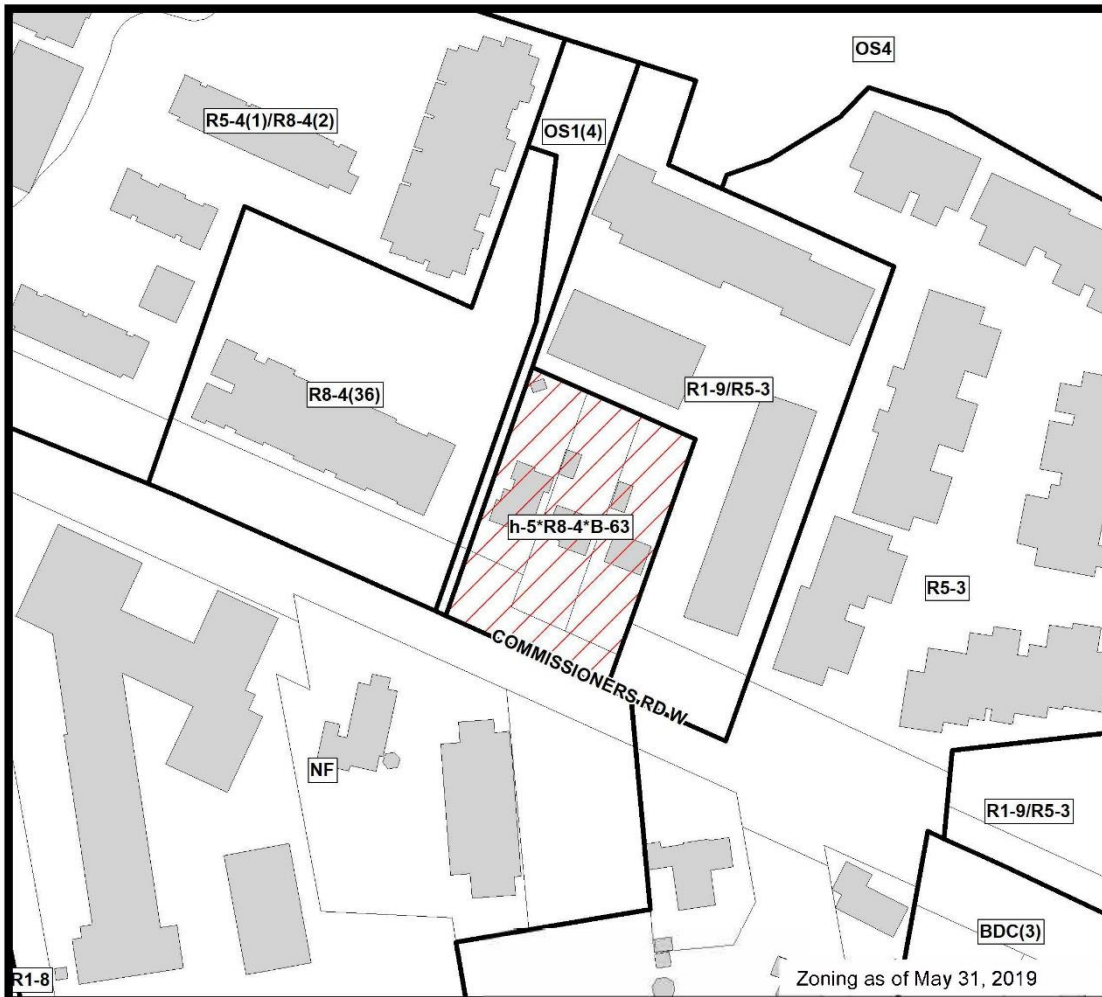 OS4
R5-4(1)/R8-4(2)
OS1(4)
R8-4(36)
R1-9/R5-3
h-5*R8-4*B-63
R5-3
COMMISSIONERS RD W
NF
R1-9/R5-3
BDC(3)
R1-8
Zoning as of May 31, 2019